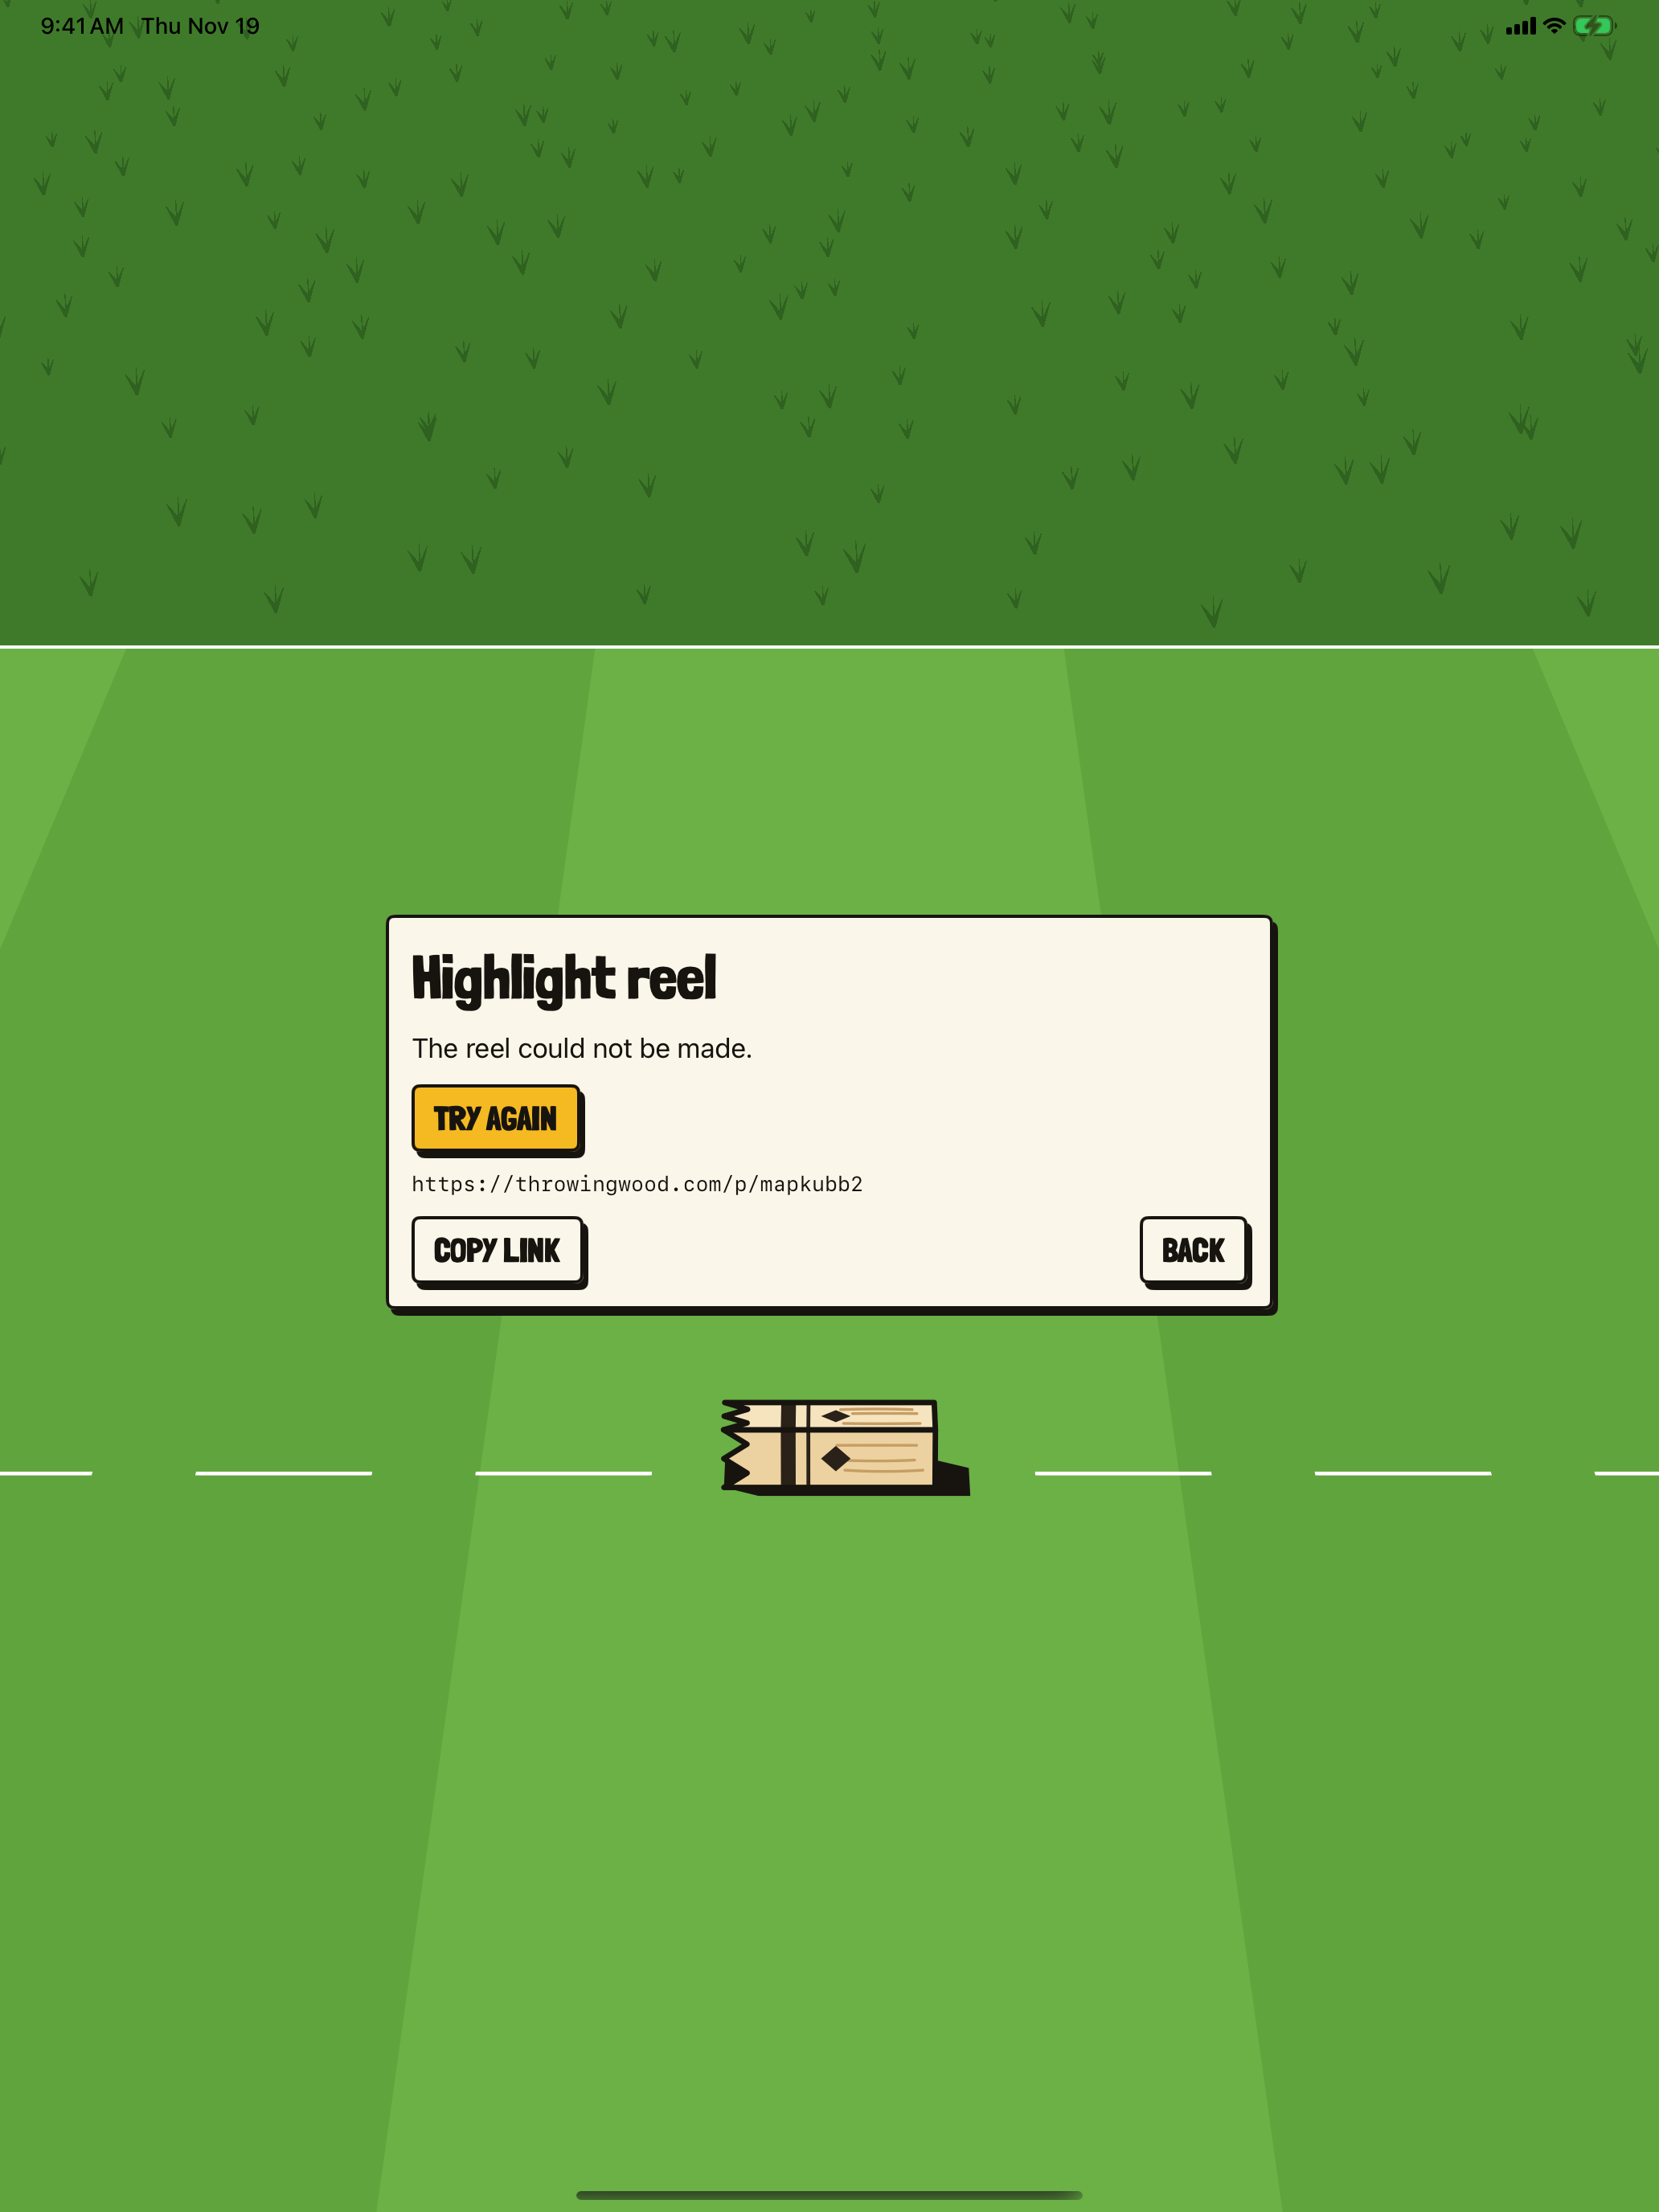 9:41 AM Thu Nov 19
Highlight reel
The reel could not be made.
TRY AGAIN
https://throwingwood.com/p/mapkubb2
COPY LINK
BACK